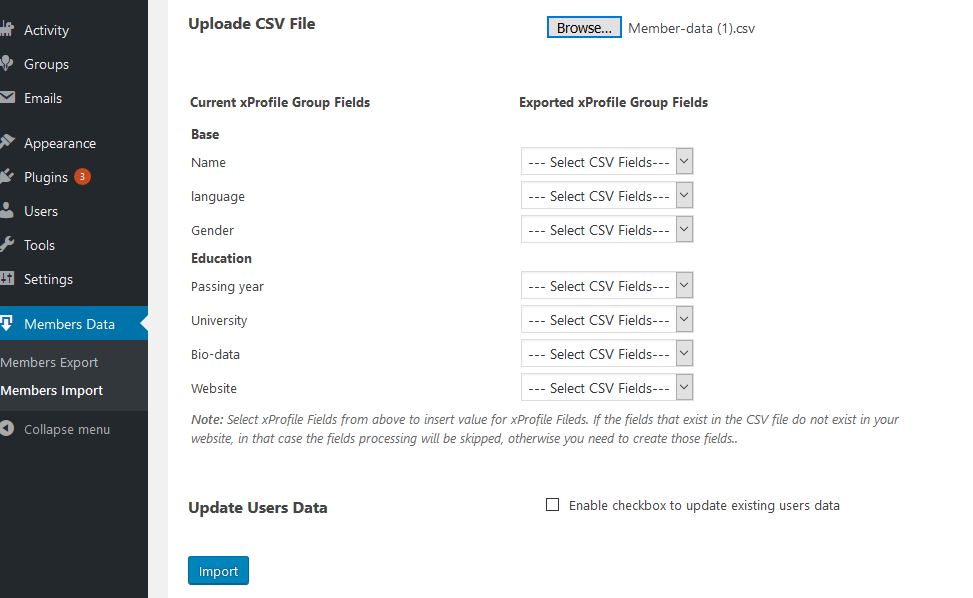 Activity
Groups
Emails
Appearance
Plugins 3
Users
Tools
Settings
Members Data
Members Export
Members Import
Collapse menu
Uploade CSV File
Browse... Member-data (1).csv
Current xProfile Group Fields Exported xProfile Group Fields
Base
Name --- Select CSV Fields---
language --- Select CSV Fields---
Gender --- Select CSV Fields---
Education
Passing year --- Select CSV Fields---
University --- Select CSV Fields---
Bio-data --- Select CSV Fields---
Website --- Select CSV Fields---
Note: Select xProfile Fields from above to insert value for xProfile Fileds. If the fields that exist in the CSV file do not exist in your
website, in that case the fields processing will be skipped, otherwise you need to create those fields..
Update Users Data Enable checkbox to update existing users data
Import